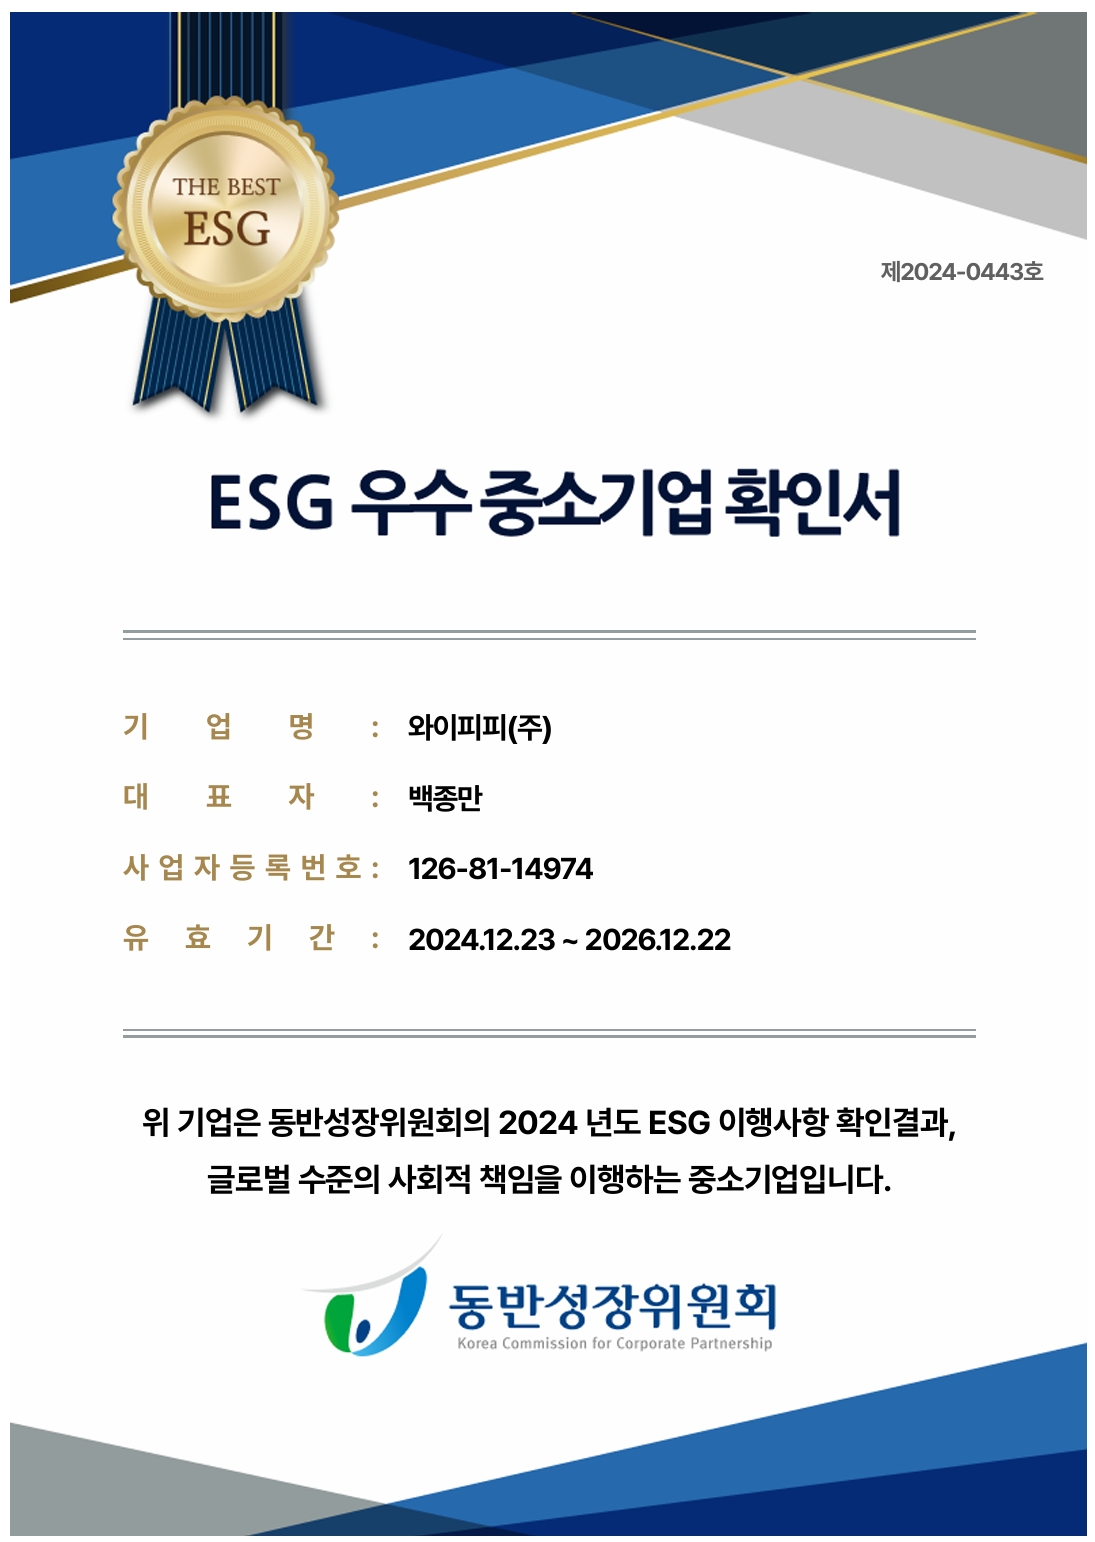 THE BEST
ESG
제2024-0443호
ESG 우수 중소기업 확인서
기 업 명 : 와이피피(주)
대 표 자 : 백종만
사업자등록번호 : 126-81-14974
유 효 기 간 : 2024.12.23 ~ 2026.12.22
위 기업은 동반성장위원회의 2024 년도 ESG 이행사항 확인결과,
글로벌 수준의 사회적 책임을 이행하는 중소기업입니다.
동반성장위원회
Korea Commission for Corporate Partnership